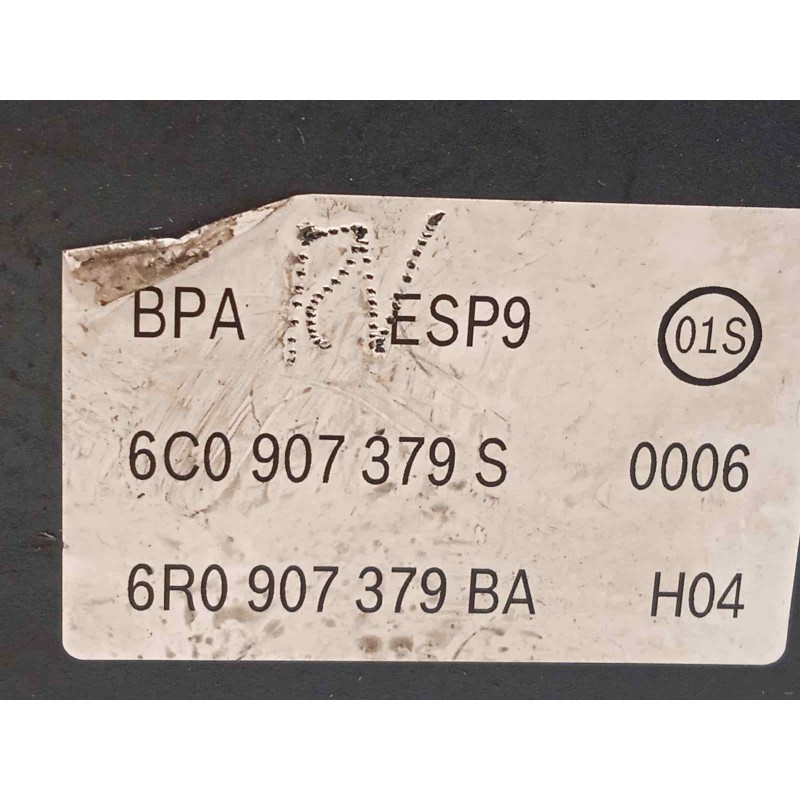 BPA ESP9 01S
6C0 907 379 S 0006
6R0 907 379 BA H04